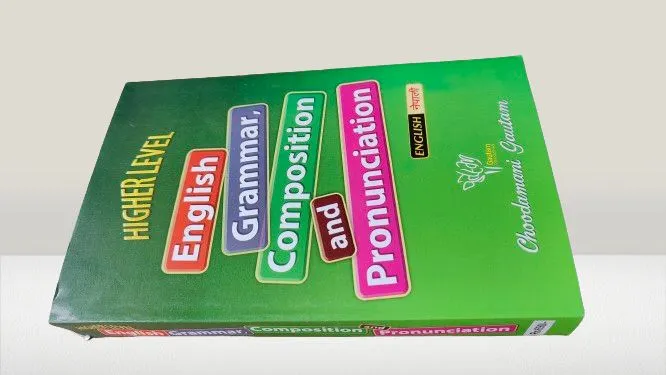 HIGHER LEVEL
English
Grammar,
Composition
and
Pronunciation
ENGLISH नेपाली
Choodamani Gautam
English Grammar, Composition and Pronunciation